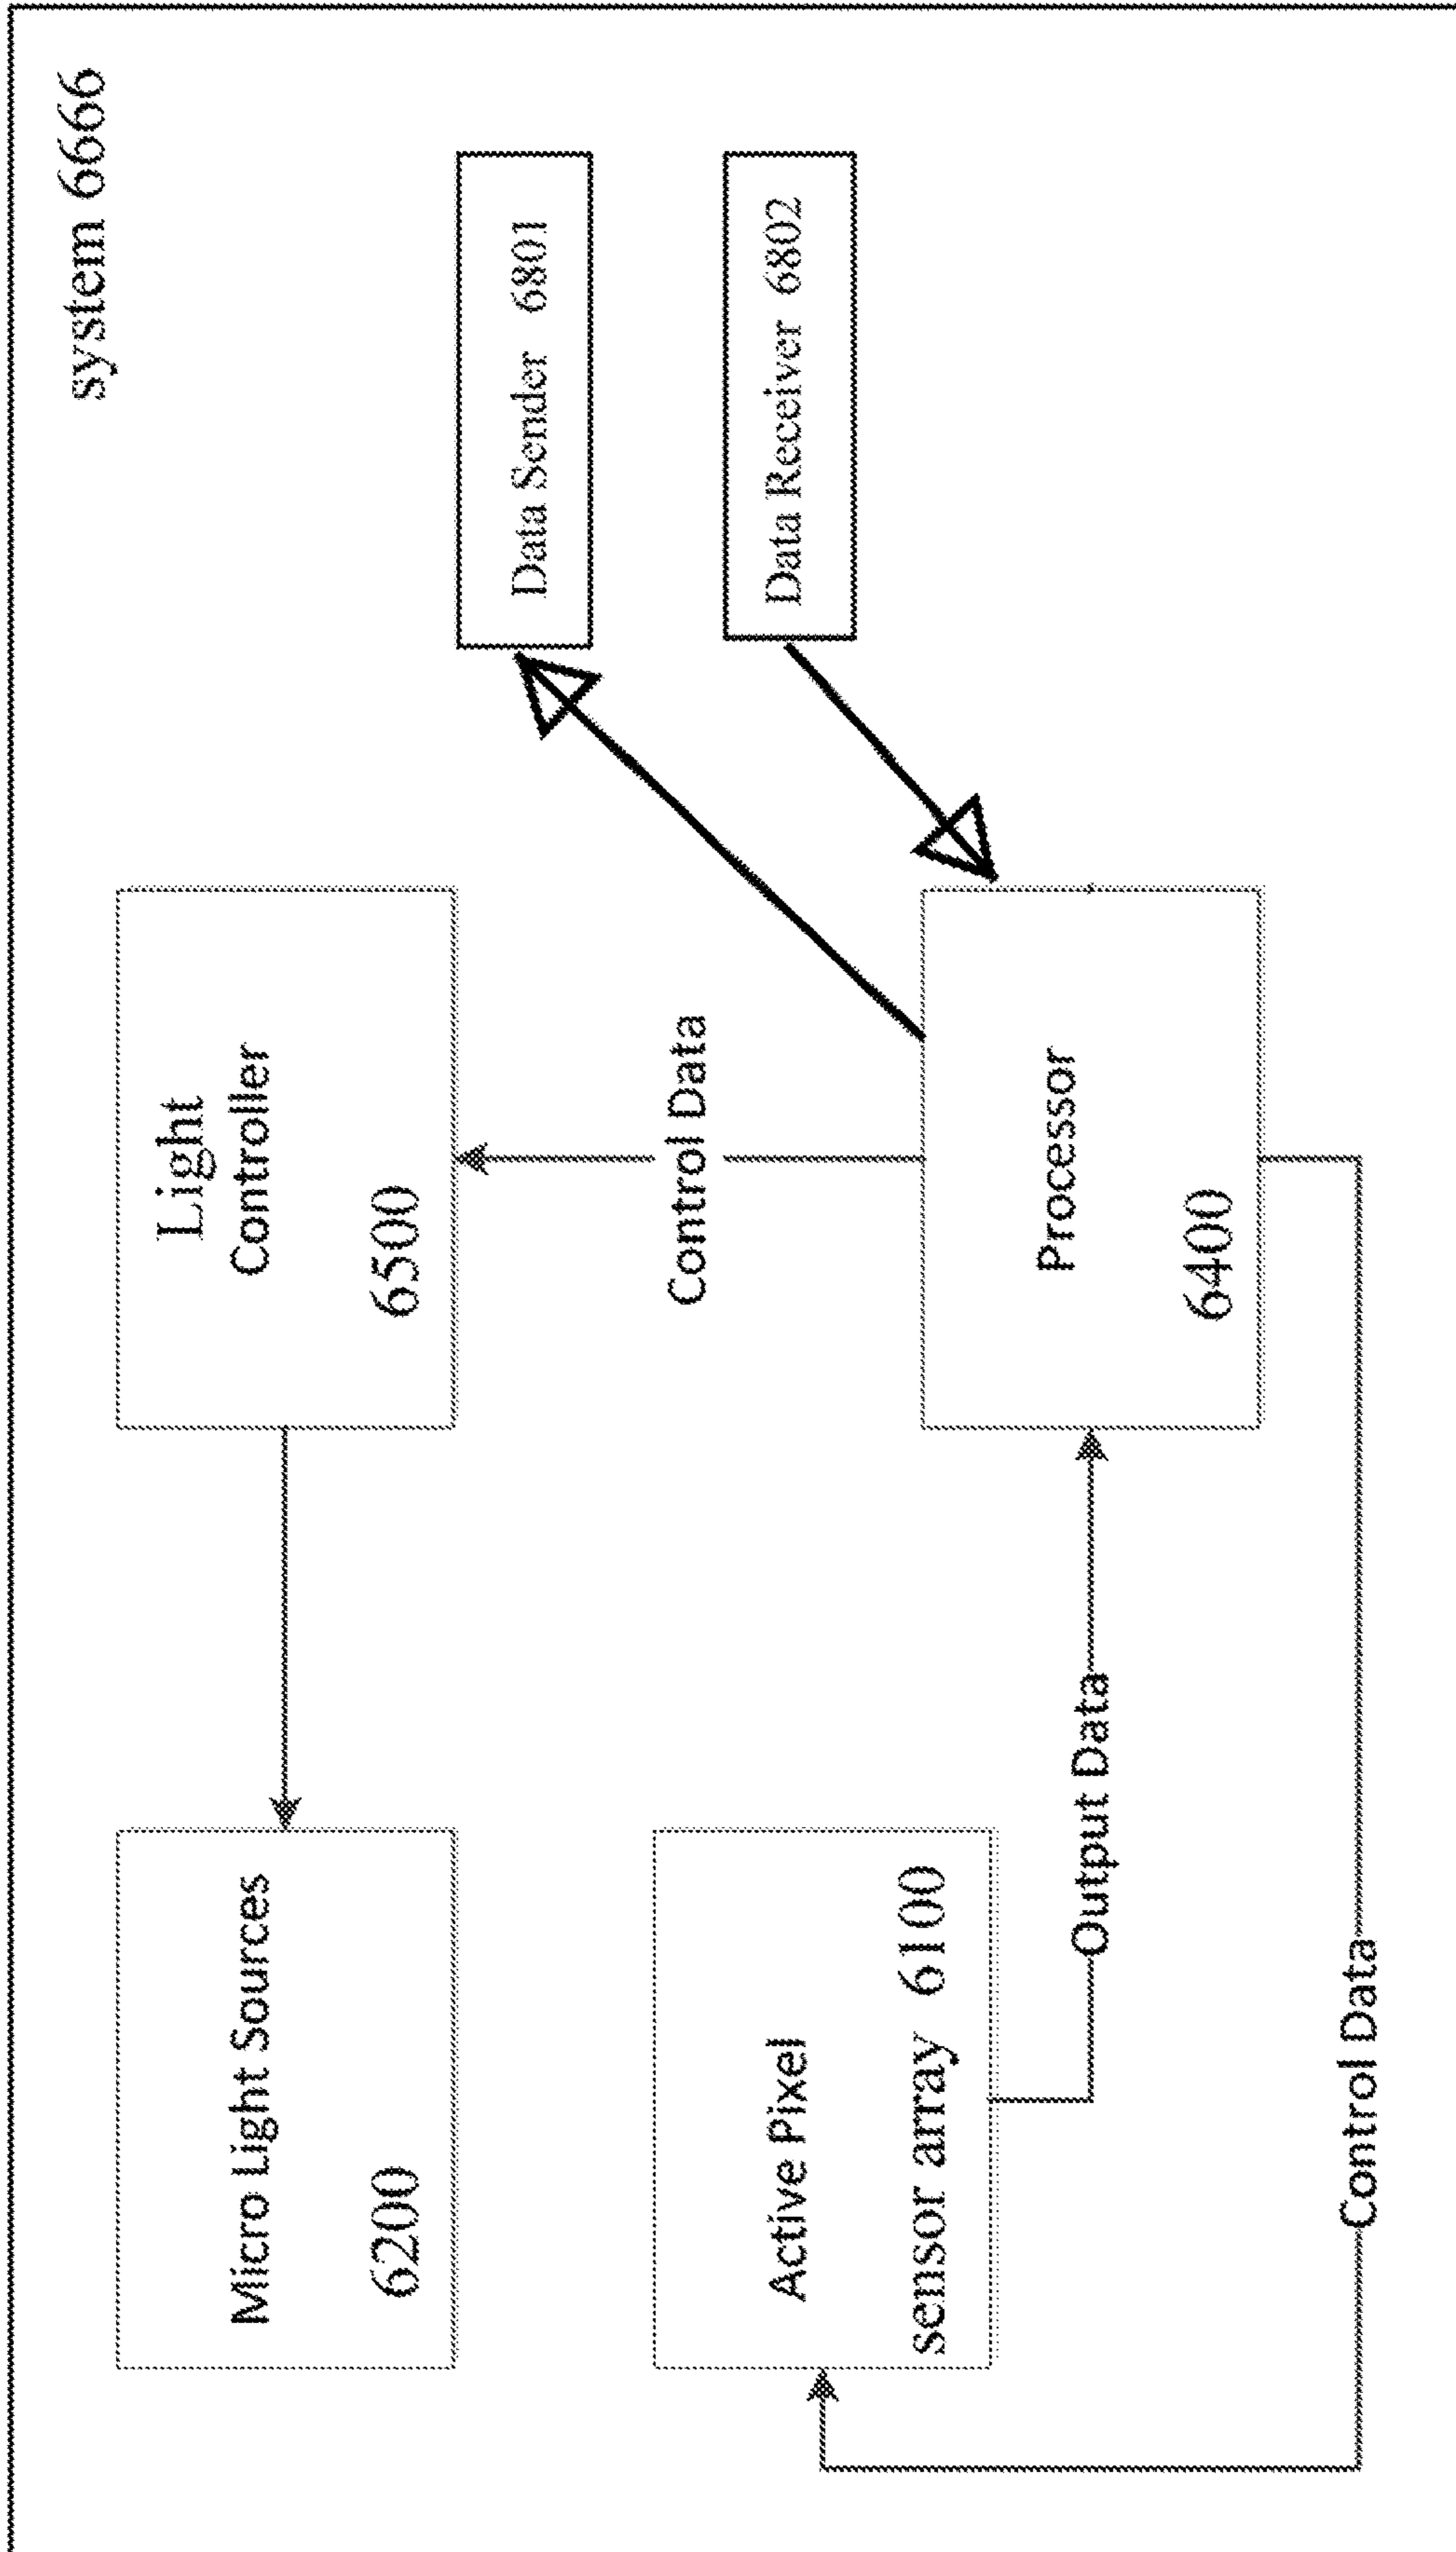 system 6666
Micro Light Sources
6200
Light
Controller
6500
Data Sender 6801
Control Data
Data Receiver 6802
Active Pixel
sensor array 6100
Processor
6400
Output Data
Control Data